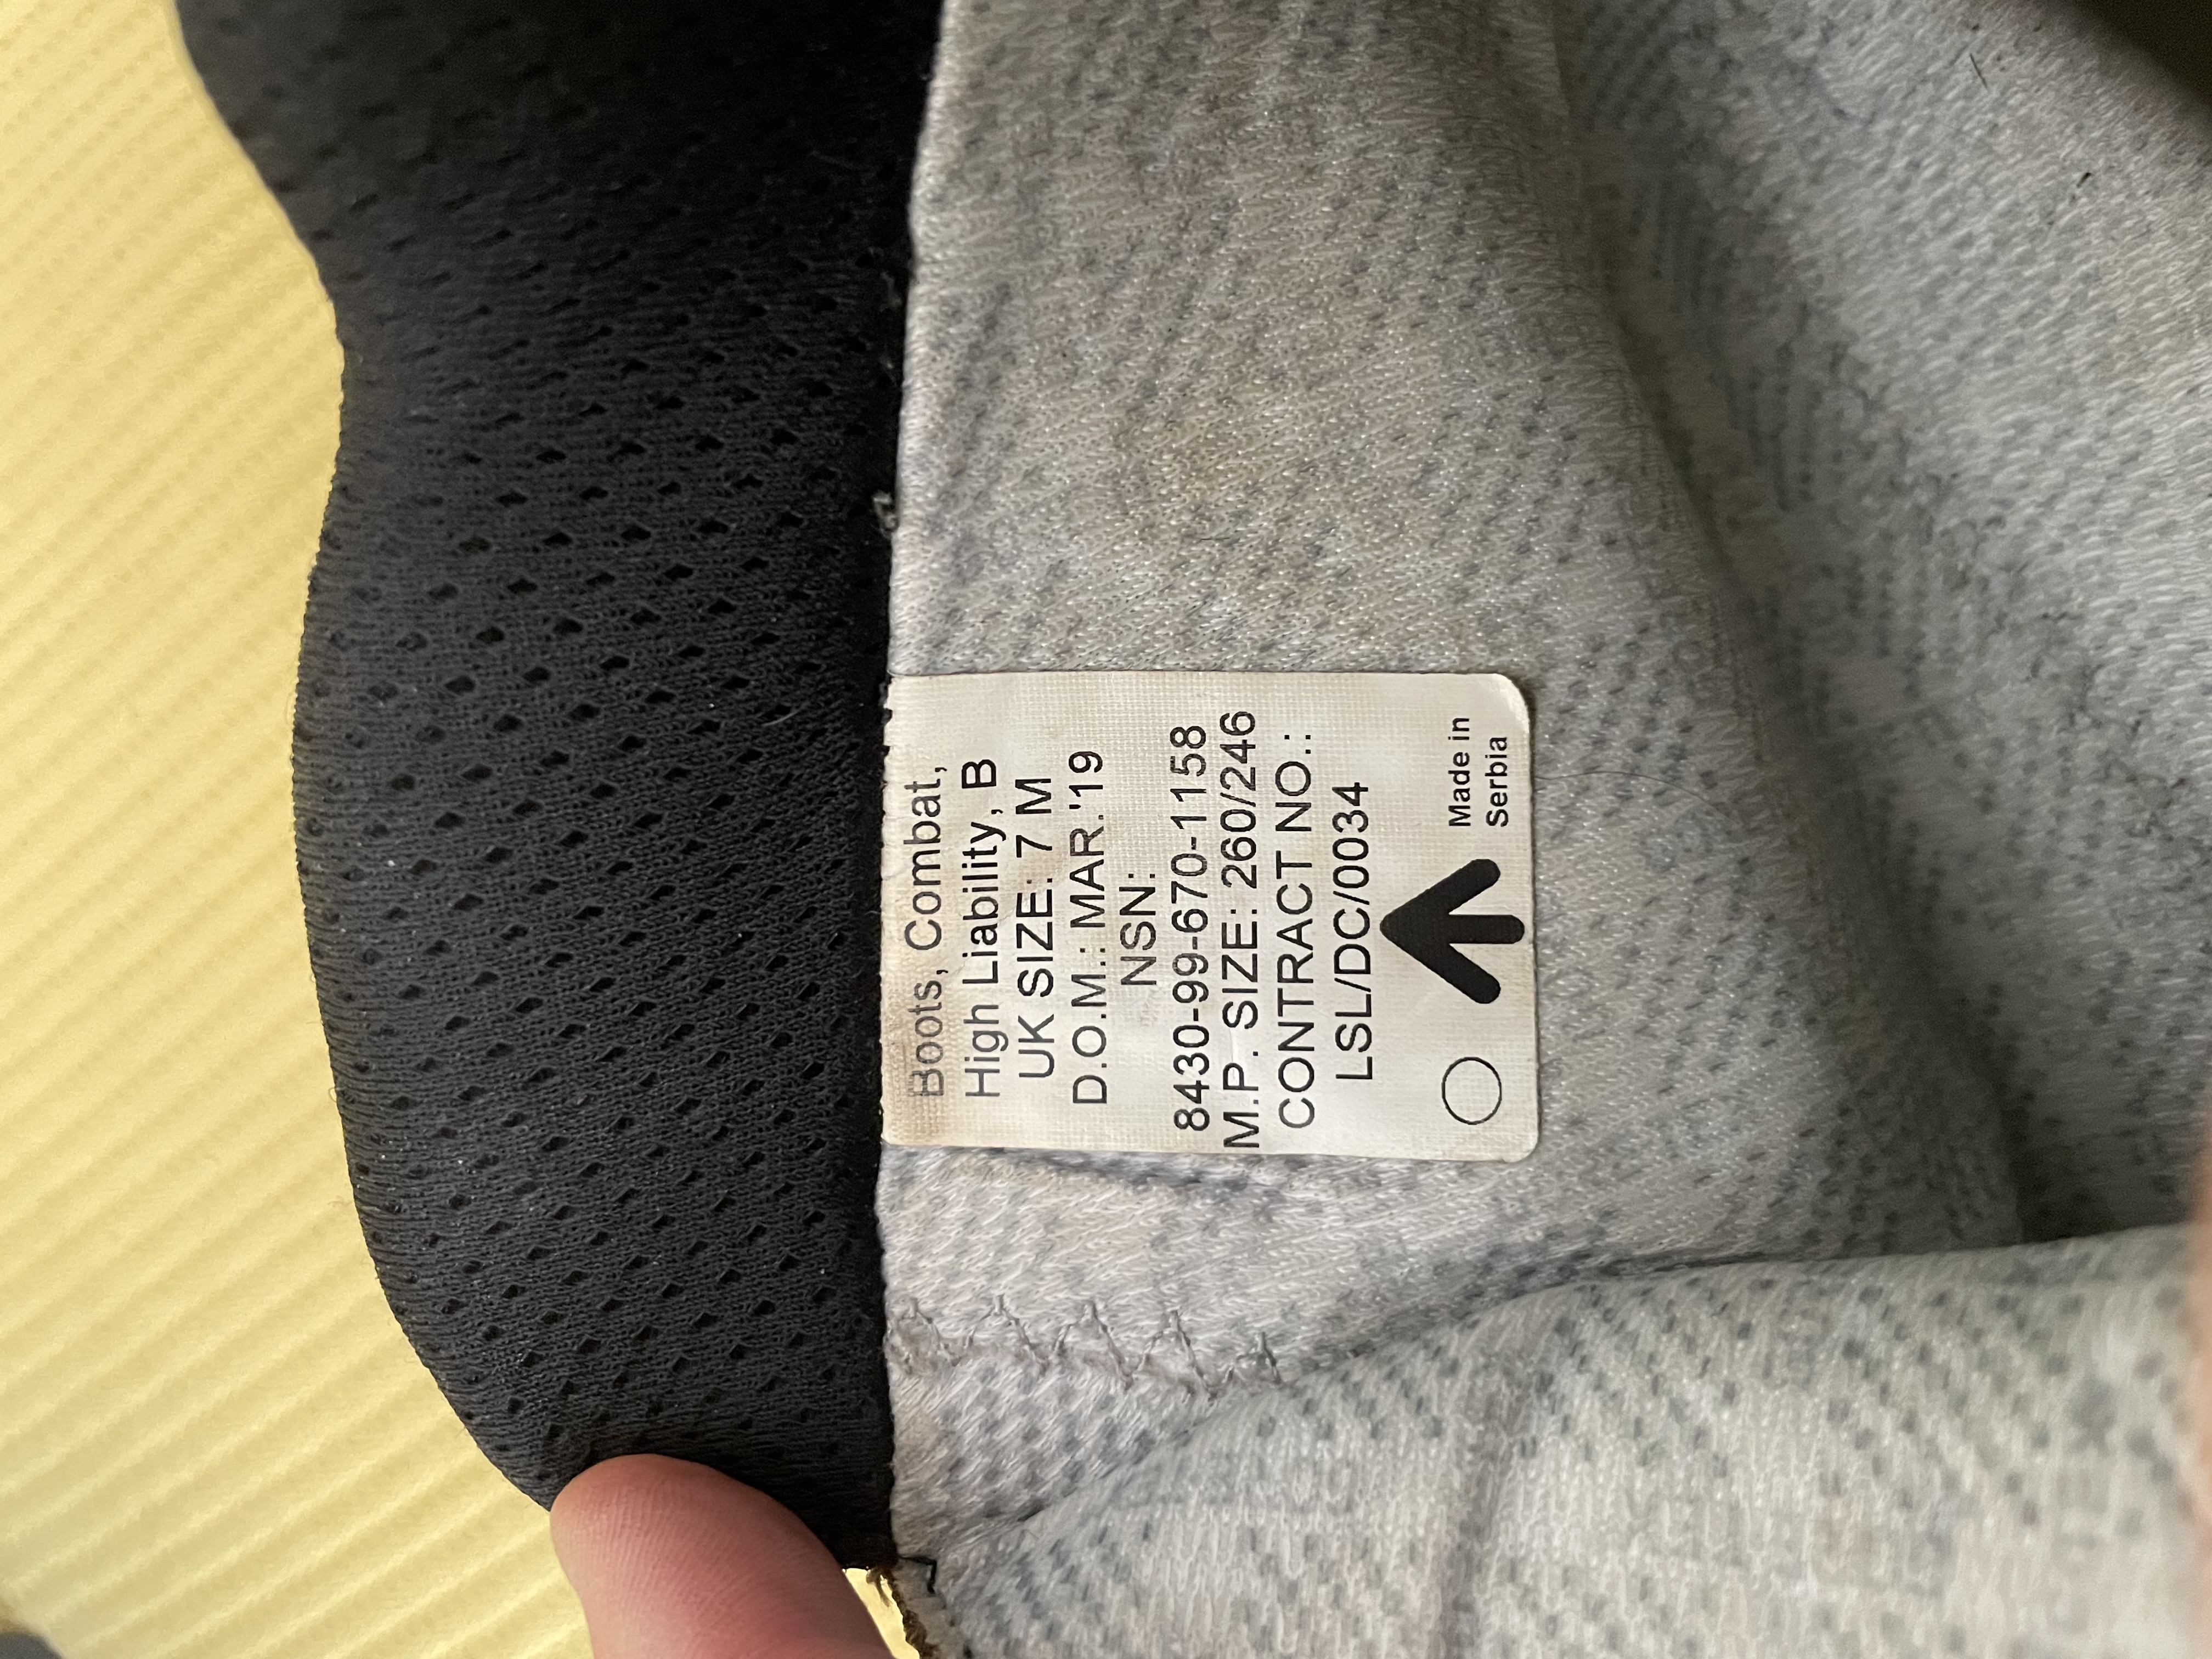 Boots, Combat,
High Liability, B
UK SIZE: 7 M
D.O.M.: MAR.'19
NSN:
8430-99-670-1158
M.P. SIZE: 260/246
CONTRACT NO.:
LSL/DC/0034
Made in
Serbia